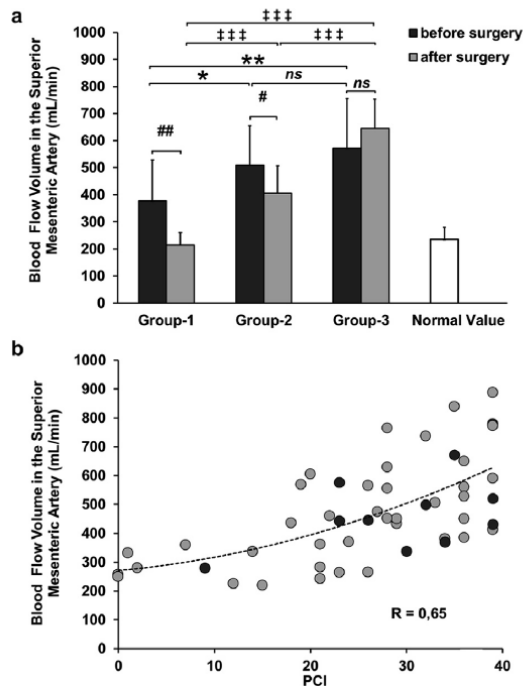 a
‡‡‡
‡‡‡ ‡‡‡
**
* ns
## # ns
before surgery
after surgery
Blood Flow Volume in the Superior
Mesenteric Artery (mL/min)
1000
900
800
700
600
500
400
300
200
100
0
Group-1 Group-2 Group-3 Normal Value
b
Blood Flow Volume in the Superior
Mesenteric Artery (mL/min)
1000
900
800
700
600
500
400
300
200
100
0
R = 0,65
0 10 20 30 40
PCI